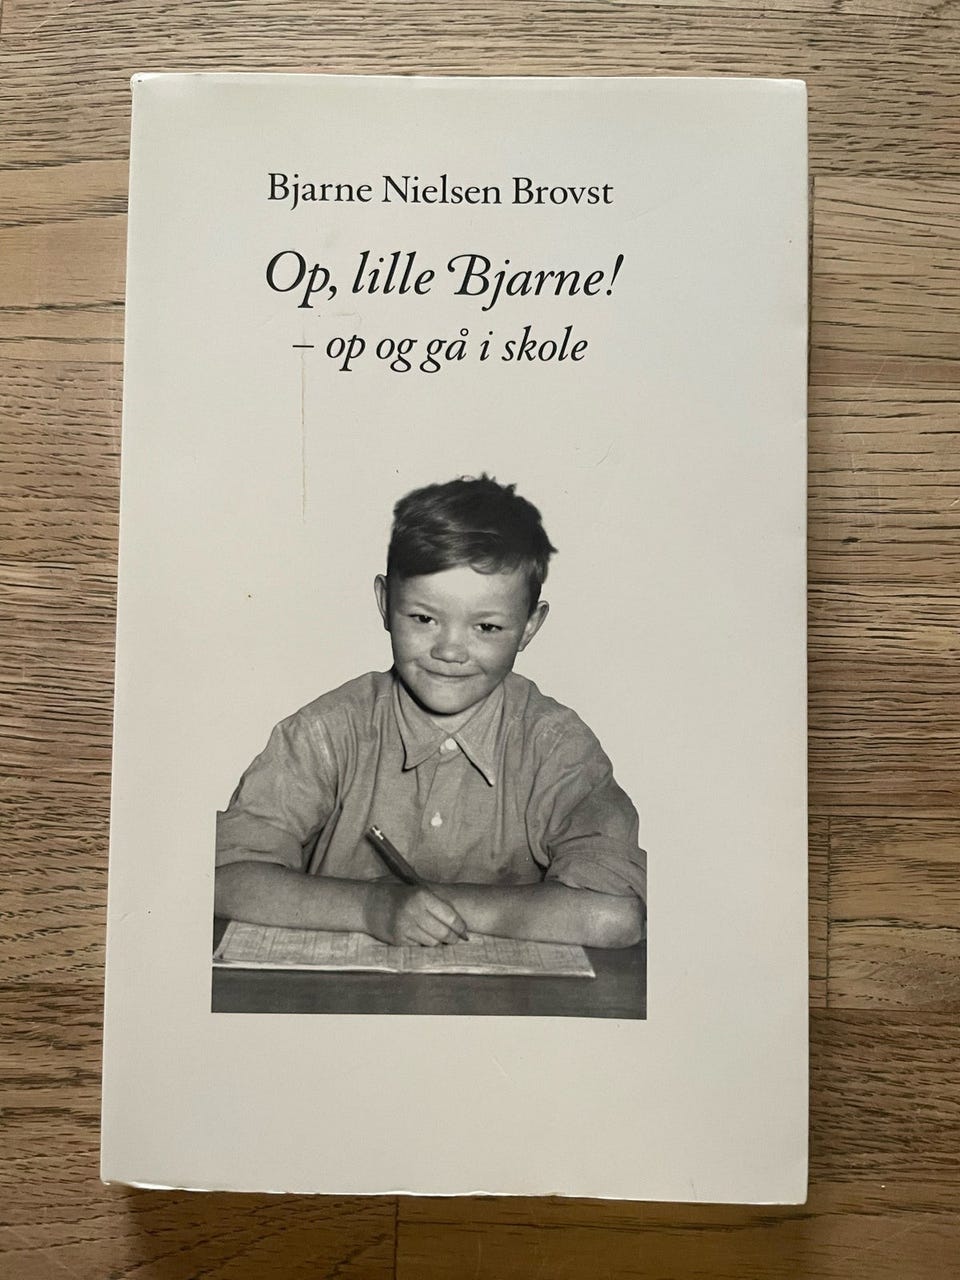 Bjarne Nielsen Brovst
Op, lille Bjarne!
– op og gå i skole